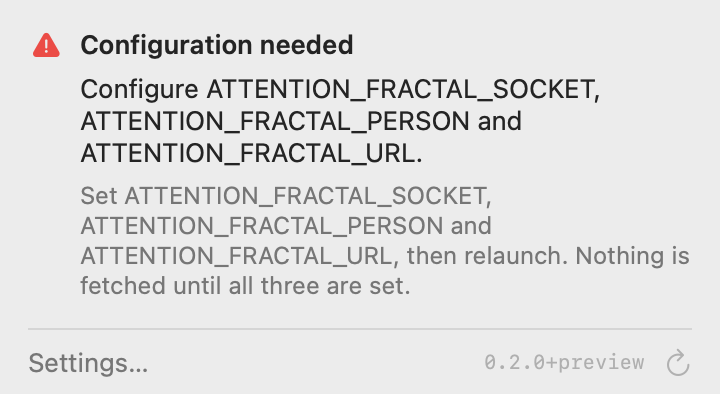 Configuration needed
Configure ATTENTION_FRACTAL_SOCKET,
ATTENTION_FRACTAL_PERSON and
ATTENTION_FRACTAL_URL.
Set ATTENTION_FRACTAL_SOCKET,
ATTENTION_FRACTAL_PERSON and
ATTENTION_FRACTAL_URL, then relaunch. Nothing is
fetched until all three are set.
Settings...
0.2.0+preview